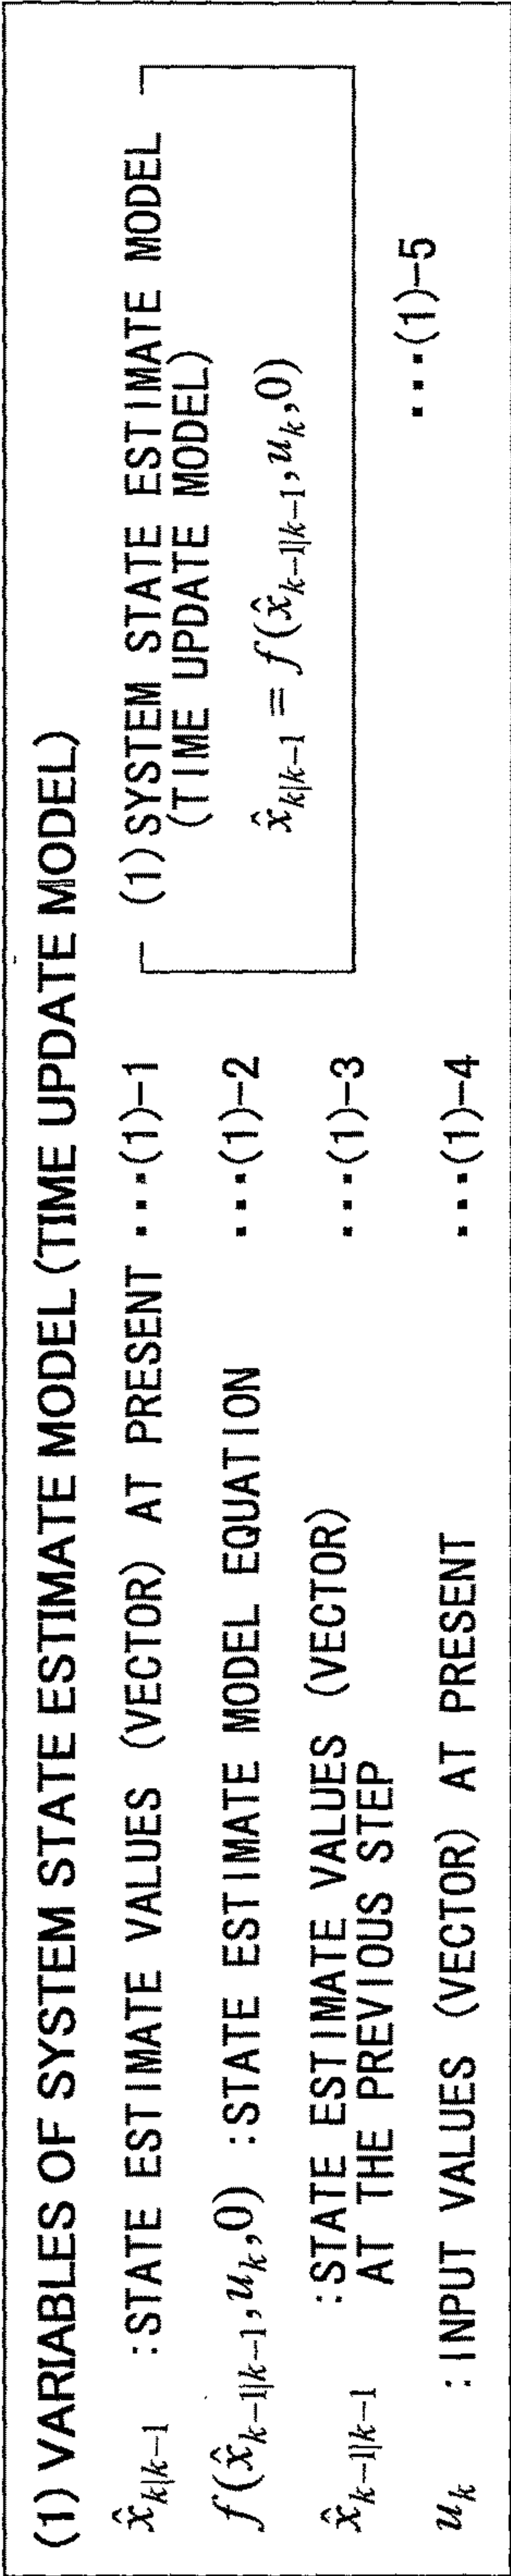 (1) VARIABLES OF SYSTEM STATE ESTIMATE MODEL (TIME UPDATE MODEL)
x̂ₖ|ₖ₋₁ :STATE ESTIMATE VALUES (VECTOR) AT PRESENT ···(1)-1
f(x̂ₖ₋₁|ₖ₋₁, uₖ, 0) :STATE ESTIMATE MODEL EQUATION ···(1)-2
x̂ₖ₋₁|ₖ₋₁ :STATE ESTIMATE VALUES (VECTOR)
AT THE PREVIOUS STEP ···(1)-3
uₖ :INPUT VALUES (VECTOR) AT PRESENT ···(1)-4
(1)SYSTEM STATE ESTIMATE MODEL
(TIME UPDATE MODEL)
x̂ₖ|ₖ₋₁ = f(x̂ₖ₋₁|ₖ₋₁, uₖ, 0)
···(1)-5